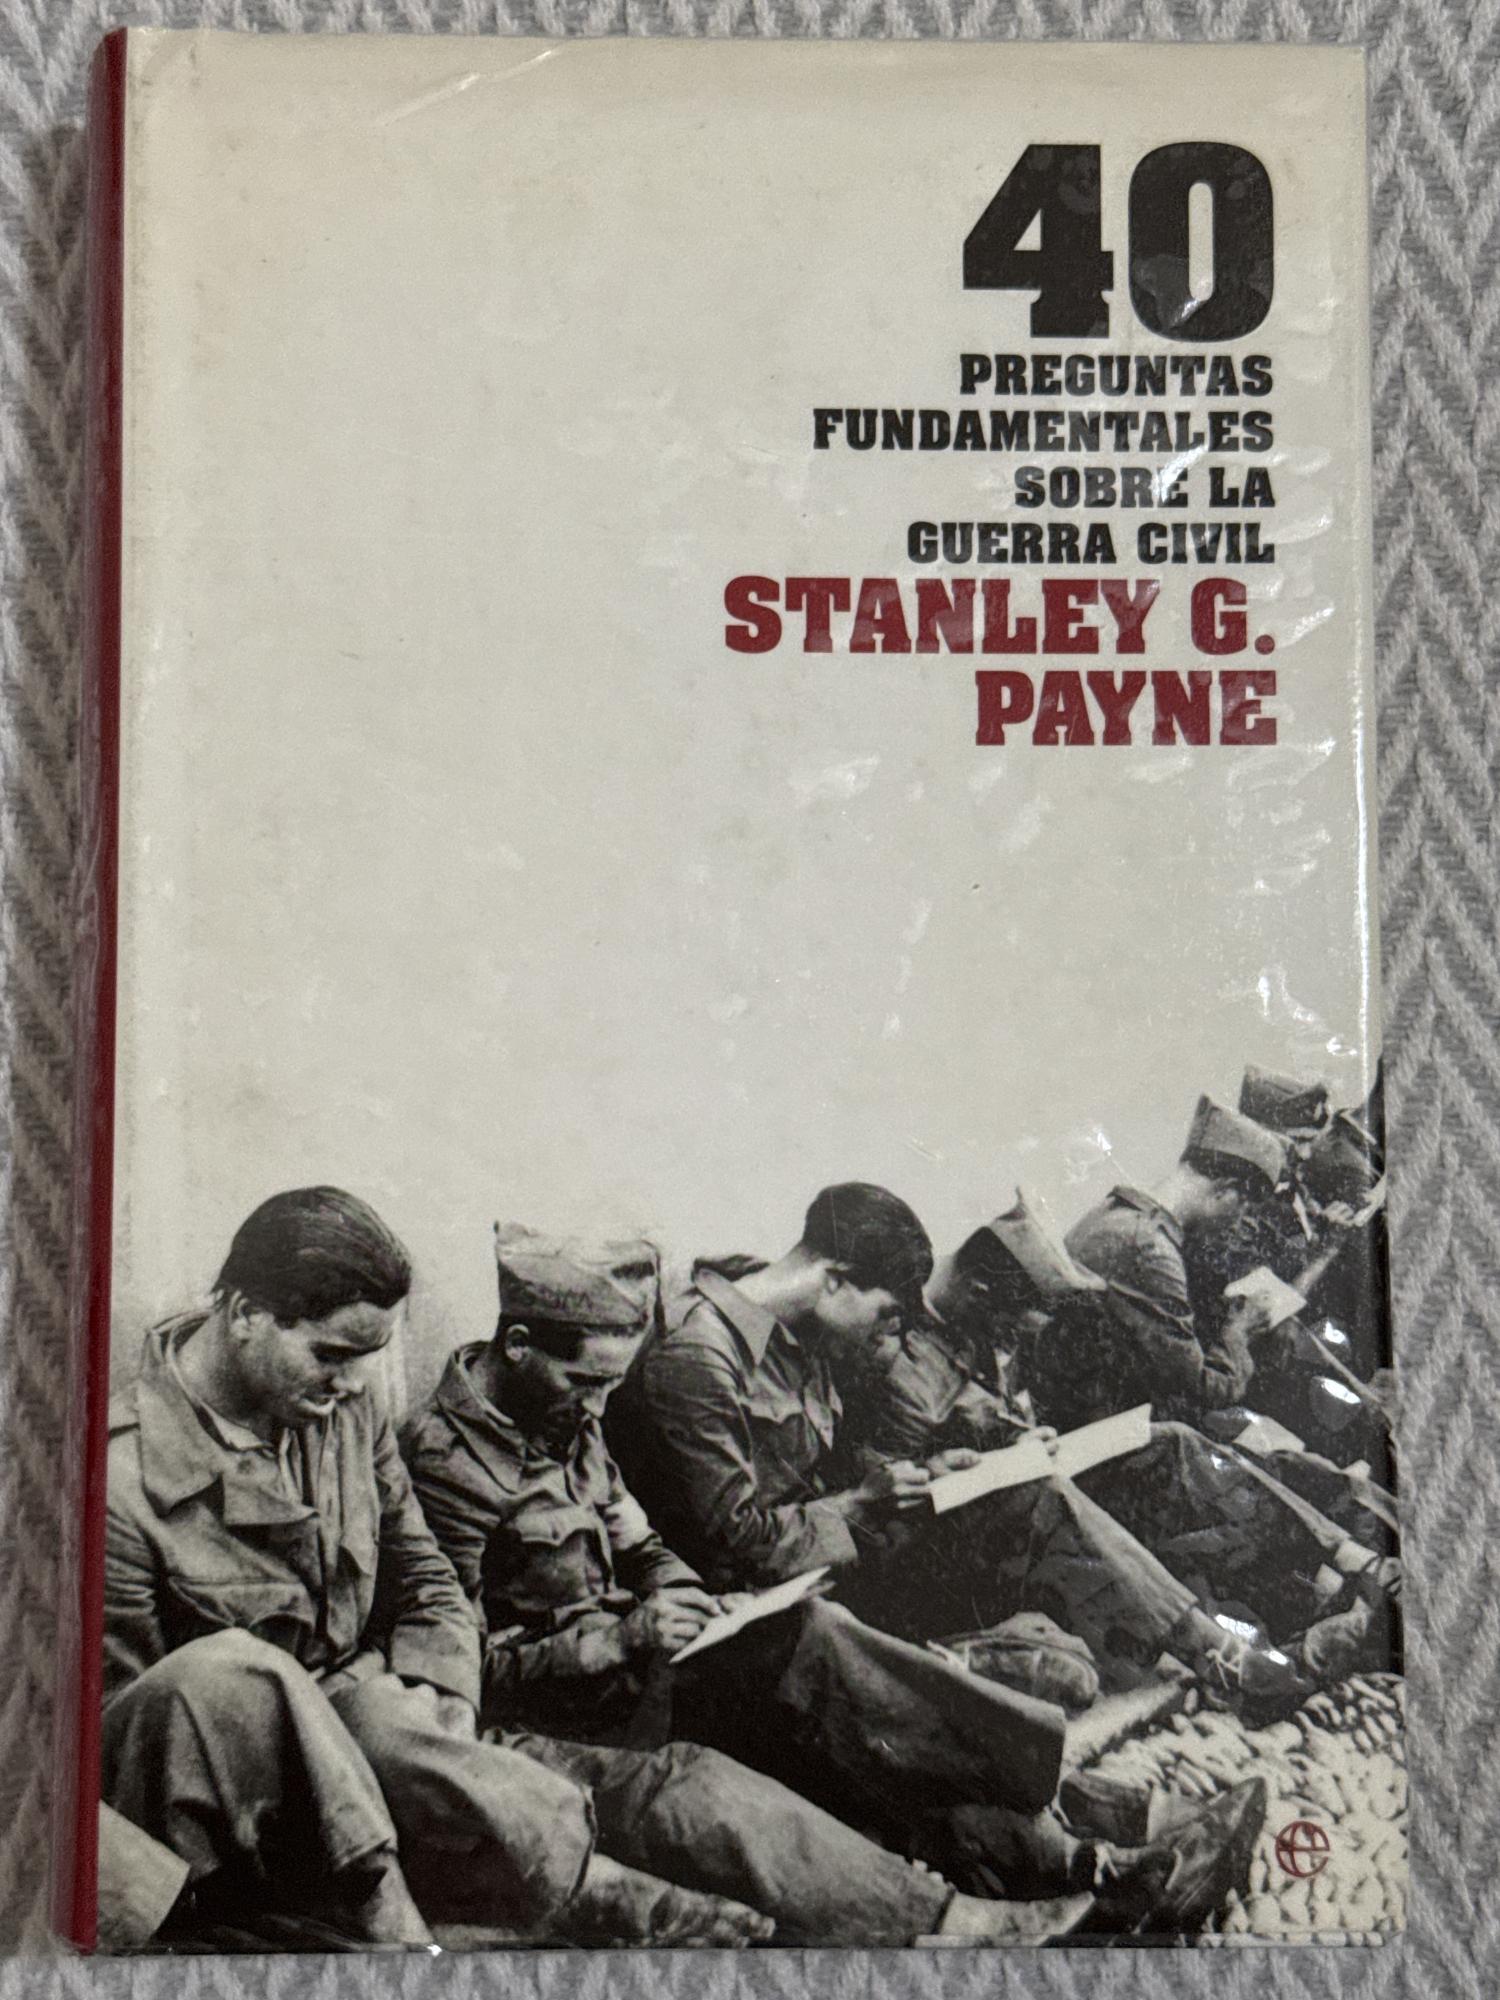 40
PREGUNTAS
FUNDAMENTALES
SOBRE LA
GUERRA CIVIL
STANLEY G.
PAYNE